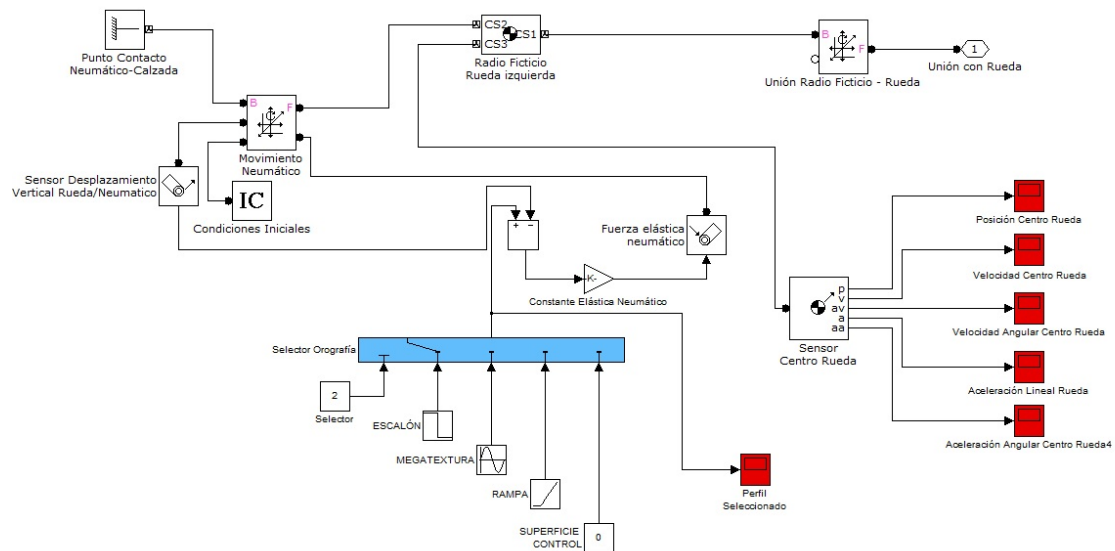 Punto Contacto
Neumático-Calzada
CS2
CS3
CS1
Radio Ficticio
Rueda izquierda
B
C
F
Unión Radio Ficticio - Rueda
1
Unión con Rueda
B
C
F
Movimiento
Neumático
Sensor Desplazamiento
Vertical Rueda/Neumatico
IC
Condiciones Iniciales
+ −
Fuerza elástica
neumático
-K-
Constante Elástica Neumático
p
v
av
a
aa
Sensor
Centro Rueda
Posición Centro Rueda
Velocidad Centro Rueda
Velocidad Angular Centro Rueda
Aceleración Lineal Rueda
Aceleración Angular Centro Rueda4
Selector Orografía
2
Selector
ESCALÓN
MEGATEXTURA
RAMPA
SUPERFICIE
CONTROL
0
Perfil
Seleccionado